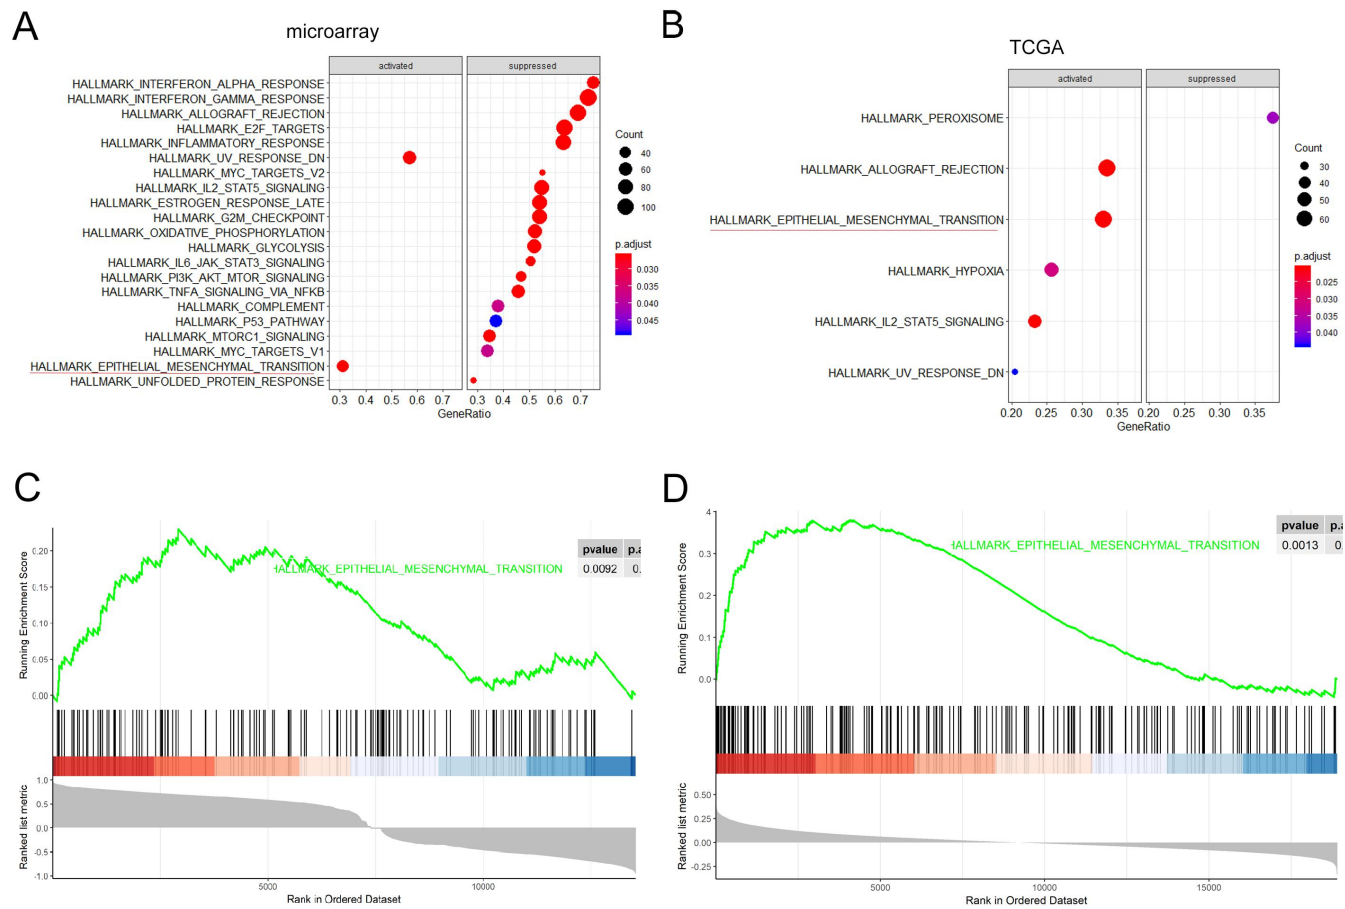 A
microarray
activated
suppressed
HALLMARK_INTERFERON_ALPHA_RESPONSE
HALLMARK_INTERFERON_GAMMA_RESPONSE
HALLMARK_ALLOGRAFT_REJECTION
HALLMARK_E2F_TARGETS
HALLMARK_INFLAMMATORY_RESPONSE
HALLMARK_UV_RESPONSE_DN
HALLMARK_MYC_TARGETS_V2
HALLMARK_IL2_STAT5_SIGNALING
HALLMARK_ESTROGEN_RESPONSE_LATE
HALLMARK_G2M_CHECKPOINT
HALLMARK_OXIDATIVE_PHOSPHORYLATION
HALLMARK_GLYCOLYSIS
HALLMARK_IL6_JAK_STAT3_SIGNALING
HALLMARK_PI3K_AKT_MTOR_SIGNALING
HALLMARK_TNFA_SIGNALING_VIA_NFKB
HALLMARK_COMPLEMENT
HALLMARK_P53_PATHWAY
HALLMARK_MTORC1_SIGNALING
HALLMARK_MYC_TARGETS_V1
HALLMARK_EPITHELIAL_MESENCHYMAL_TRANSITION
HALLMARK_UNFOLDED_PROTEIN_RESPONSE
0.3 0.4 0.5 0.6 0.7
0.3 0.4 0.5 0.6 0.7
GeneRatio
Count
40
60
80
100
p.adjust
0.030
0.035
0.040
0.045
B
TCGA
activated
suppressed
HALLMARK_PEROXISOME
HALLMARK_ALLOGRAFT_REJECTION
HALLMARK_EPITHELIAL_MESENCHYMAL_TRANSITION
HALLMARK_HYPOXIA
HALLMARK_IL2_STAT5_SIGNALING
HALLMARK_UV_RESPONSE_DN
0.20 0.25 0.30 0.35
0.20 0.25 0.30 0.35
GeneRatio
Count
30
40
50
60
p.adjust
0.025
0.030
0.035
0.040
C
Running Enrichment Score
0.20
0.15
0.10
0.05
0.00
HALLMARK_EPITHELIAL_MESENCHYMAL_TRANSITION
pvalue p.a
0.0092 0.
Ranked list metric
1.0
0.5
0.0
-0.5
-1.0
5000 10000
Rank in Ordered Dataset
D
Running Enrichment Score
4
0.3
0.2
0.1
0.0
HALLMARK_EPITHELIAL_MESENCHYMAL_TRANSITION
pvalue p.a
0.0013 0
Ranked list metric
0.50
0.25
0.00
-0.25
5000 10000 15000
Rank in Ordered Dataset